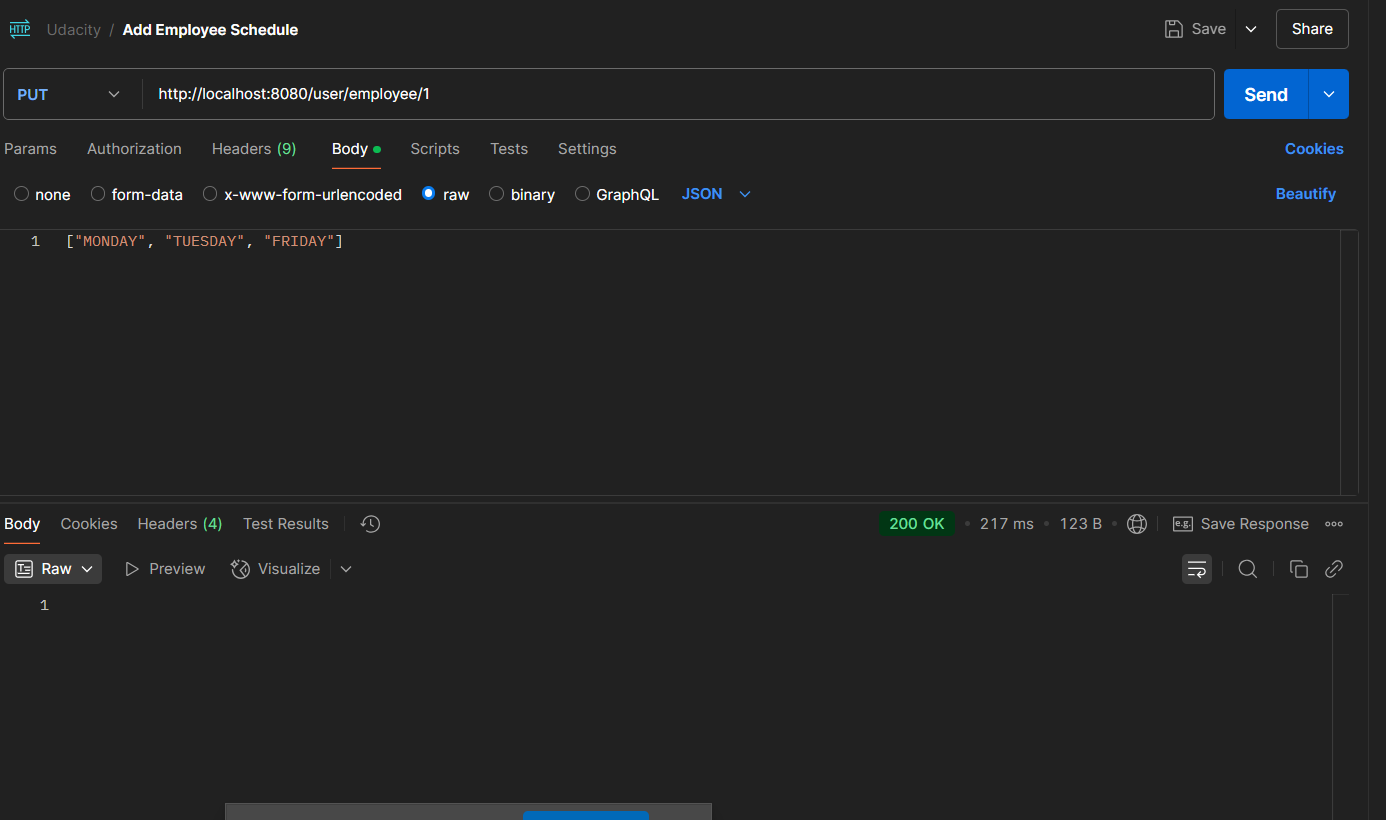 HTTP Udacity / Add Employee Schedule Save Share
PUT http://localhost:8080/user/employee/1 Send
Params Authorization Headers (9) Body Scripts Tests Settings Cookies
none form-data x-www-form-urlencoded raw binary GraphQL JSON Beautify
1 ["MONDAY", "TUESDAY", "FRIDAY"]
Body Cookies Headers (4) Test Results 200 OK • 217 ms • 123 B • e.g. Save Response
Raw Preview Visualize
1